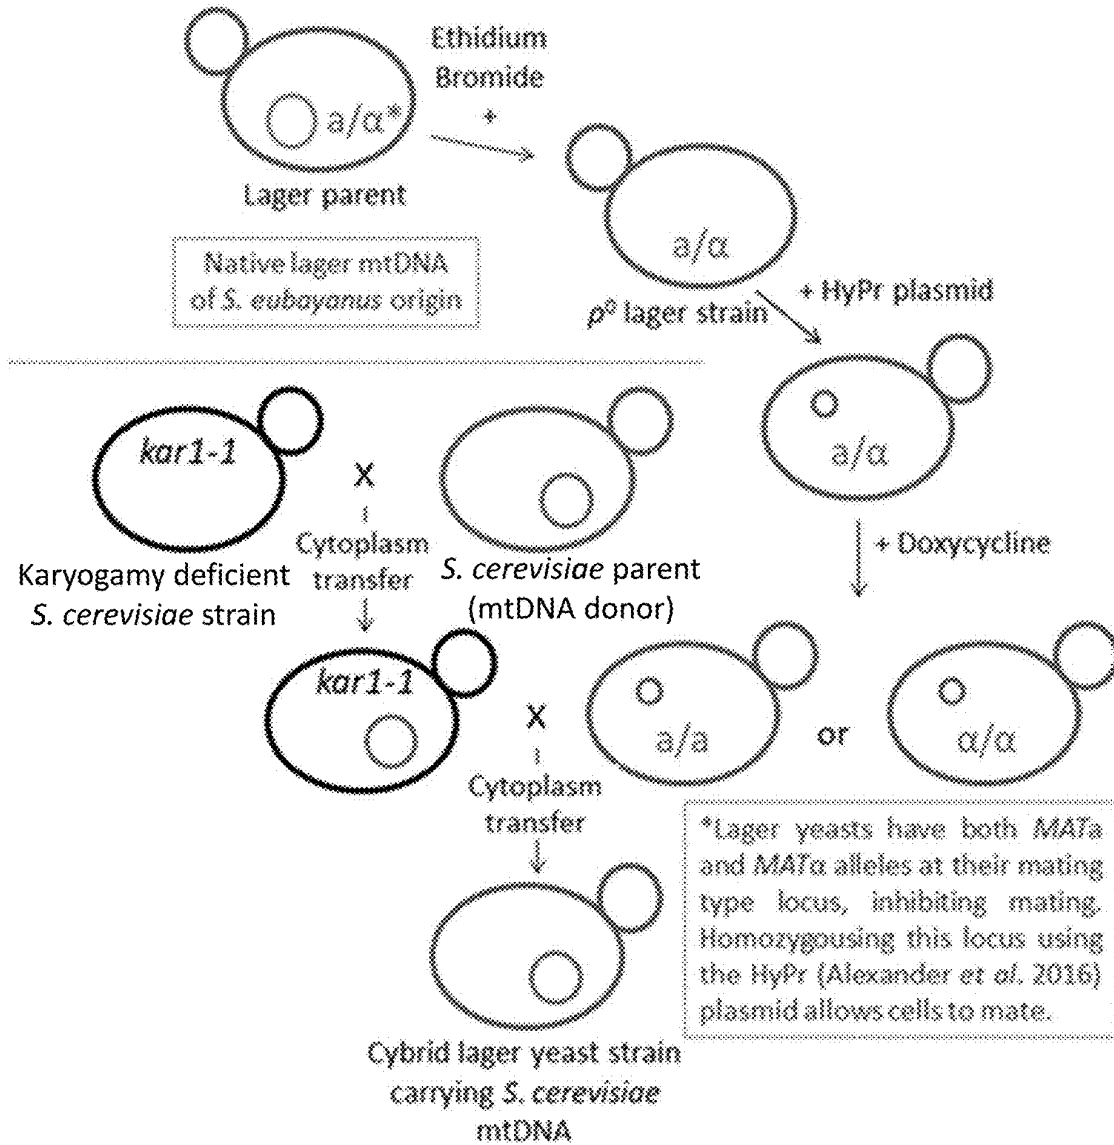 Ethidium
Bromide
+
a/α*
Lager parent
a/α
ρ⁰ lager strain
Native lager mtDNA
of S. eubayanus origin
+ HyPr plasmid
a/α
kar1-1
X
Cytoplasm
transfer
Karyogamy deficient
S. cerevisiae strain
S. cerevisiae parent
(mtDNA donor)
+ Doxycycline
kar1-1
X
a/a
or
α/α
Cytoplasm
transfer
*Lager yeasts have both MATa
and MATα alleles at their mating
type locus, inhibiting mating.
Homozygousing this locus using
the HyPr (Alexander et al. 2016)
plasmid allows cells to mate.
Cybrid lager yeast strain
carrying S. cerevisiae
mtDNA